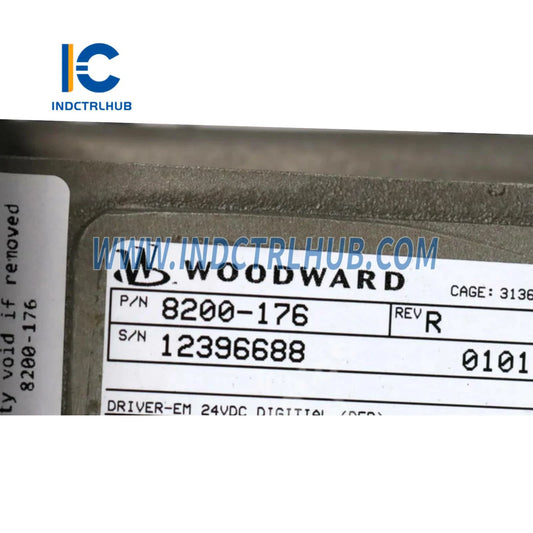 IC
INDCTRLHUB
ty void if removed
8200-176
WWW.INDCTRLHUB.COM
WOODWARD
CAGE: 3136
P/N 8200-176 REV R
S/N 12396688 0101
DRIVER-EM 24VDC DIGITIAL